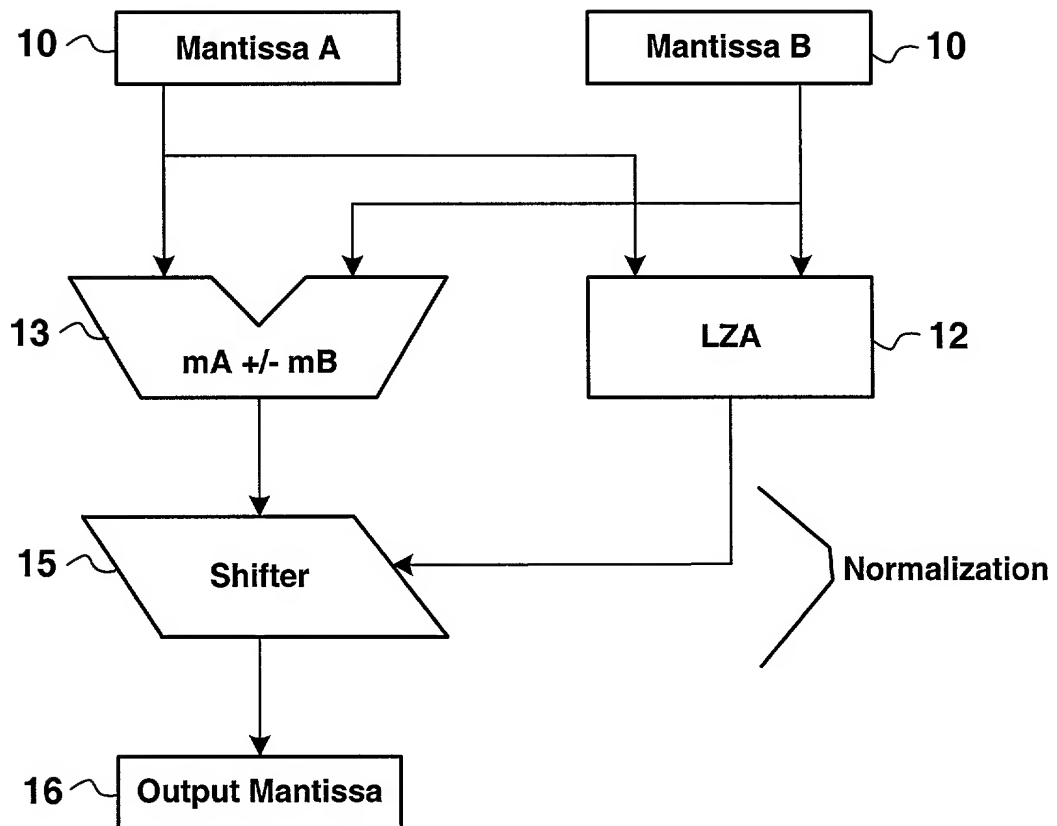 10 Mantissa A
Mantissa B 10
13 mA +/- mB
LZA 12
15 Shifter
Normalization
16 Output Mantissa